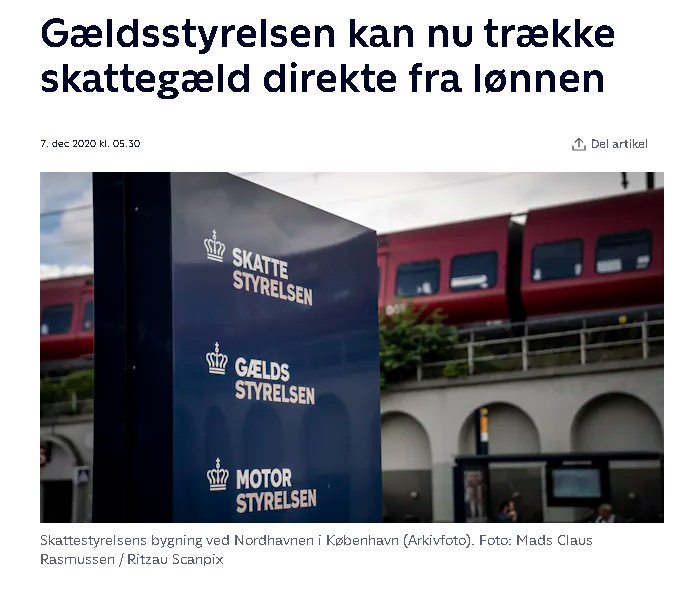 Gældsstyrelsen kan nu trække
skattegæld direkte fra lønnen
7. dec 2020 kl. 05.30
Del artikel
SKATTE
STYRELSEN
GÆLDS
STYRELSEN
MOTOR
STYRELSEN
Skattestyrelsens bygning ved Nordhavnen i København (Arkivfoto). Foto: Mads Claus
Rasmussen / Ritzau Scanpix